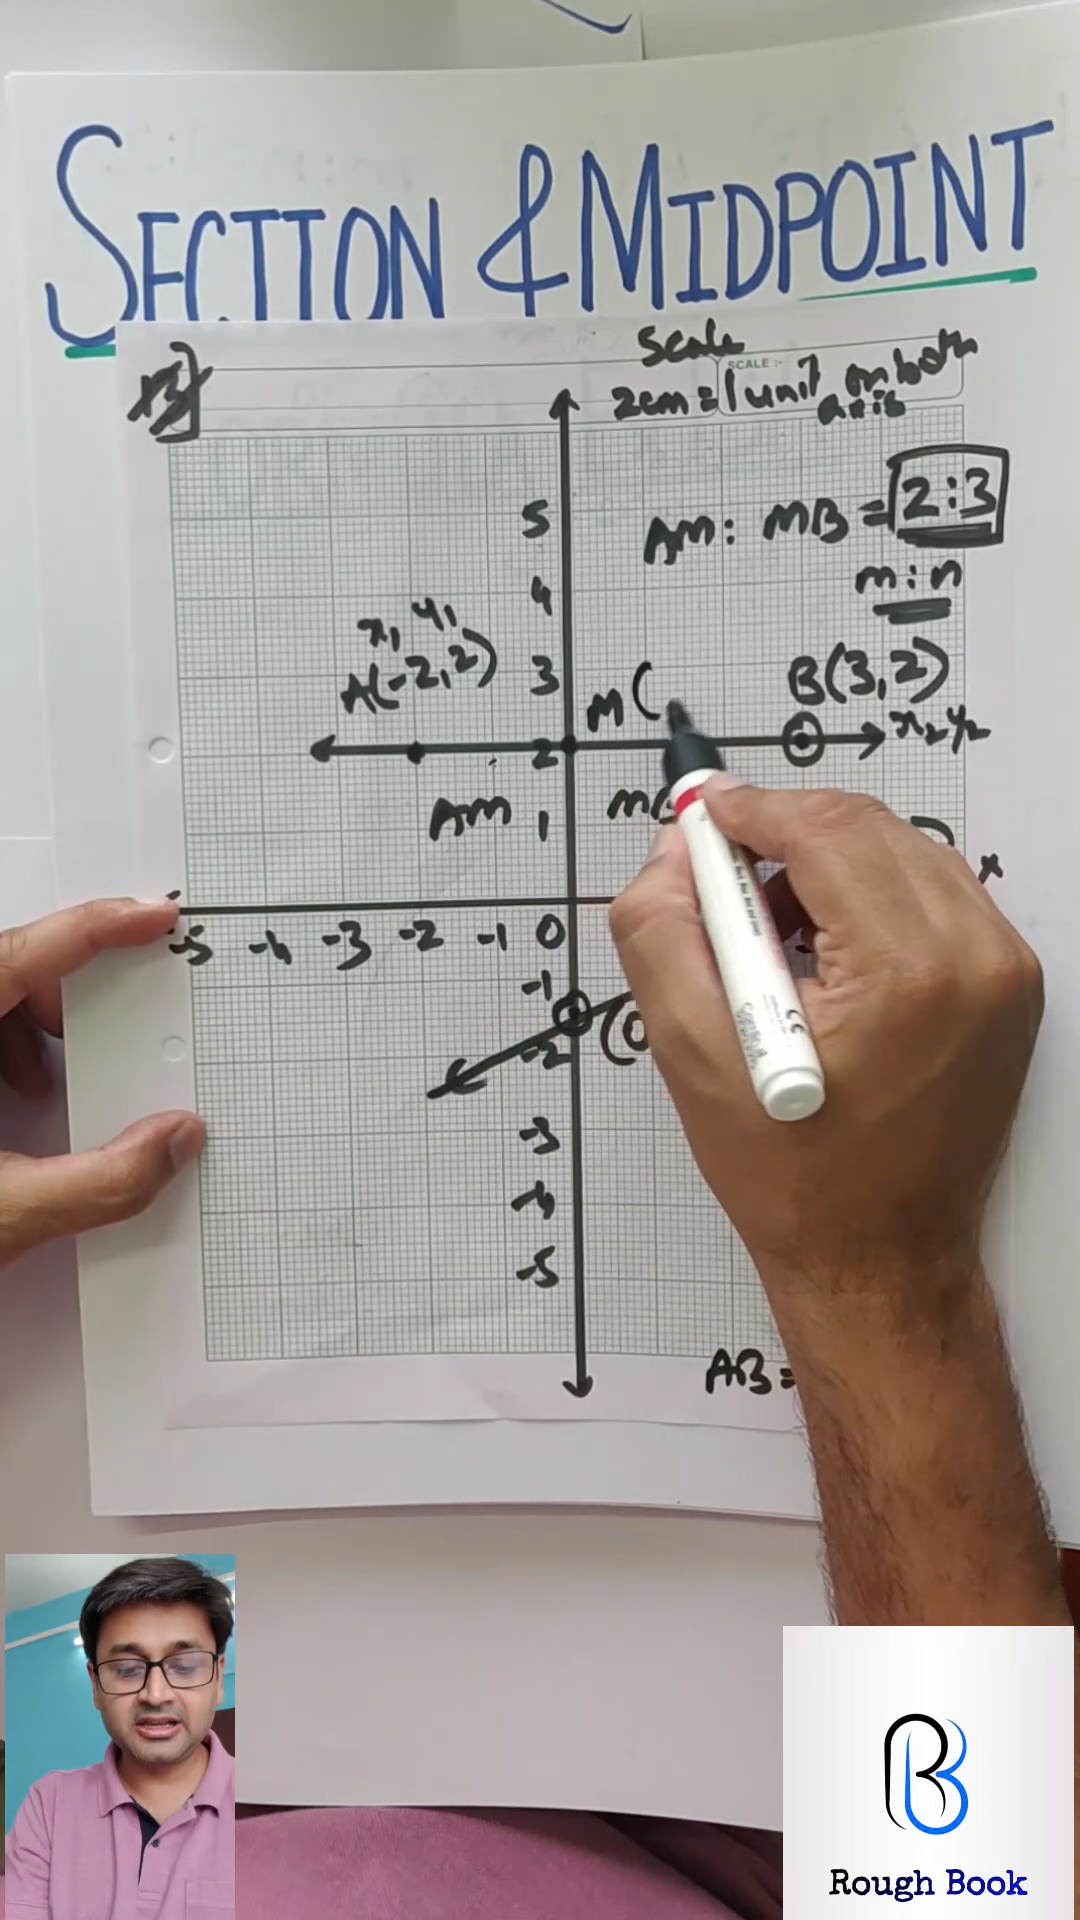 SECTION & MIDPOINT
Scale
SCALE :-
2cm = 1 unit on both
axis
5
AM : MB = 2:3
4
m:n
x₁ y₁
A(-2,2)
3
M (
B(3,2)
x₂ y₂
2
AM
1
x
-5 -4 -3 -2 -1 0
-1
(0
-2
-3
-4
-5
AB =
CE
B
Rough Book